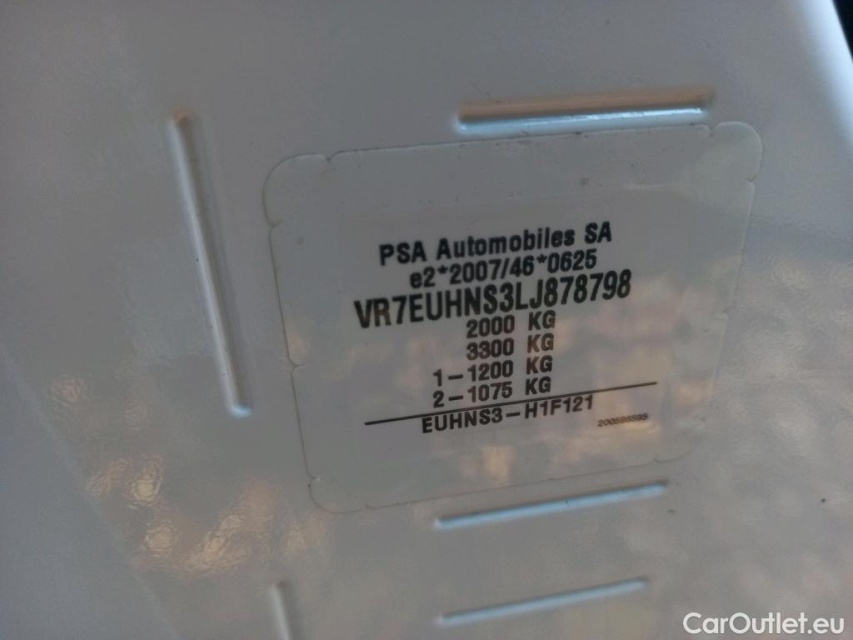 PSA Automobiles SA
e2*2007/46*0625
VR7EUHNS3LJ878798
2000 KG
3300 KG
1-1200 KG
2-1075 KG
EUHNS3-H1F121
CarOutlet.eu